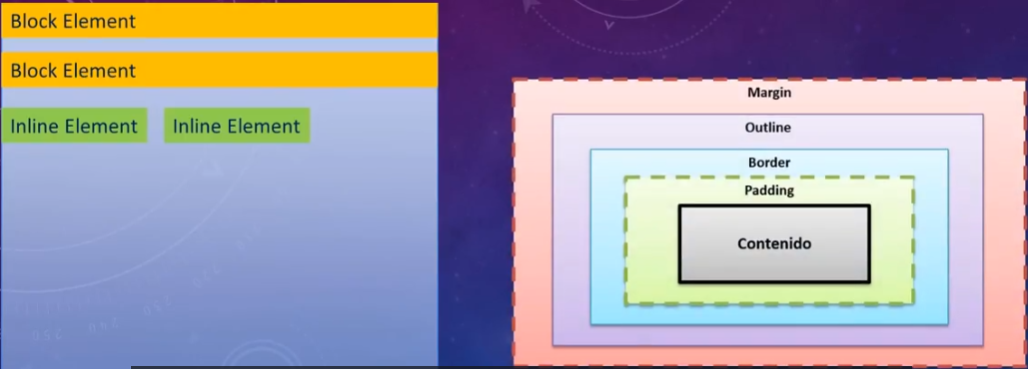 Block Element
Block Element
Inline Element Inline Element
Margin
Outline
Border
Padding
Contenido